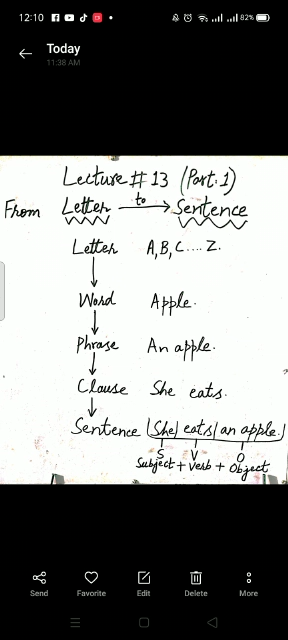 12:10 82%
Today
11:38 AM
Lecture # 13 (Part.1)
From Letter to Sentence
Letter A, B, C .... Z.
Word Apple.
Phrase An apple.
Clause She eats.
Sentence |She| eats| an apple.|
S V O
Subject + Verb + Object
Send Favorite Edit Delete More